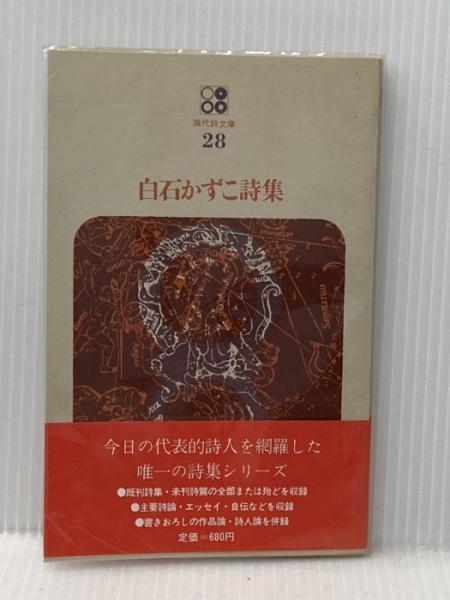 現代詩文庫
28
白石かずこ詩集
今日の代表的詩人を網羅した
唯一の詩集シリーズ
●既刊詩集・未刊詩篇の全部または殆どを収録
●主要詩論・エッセイ・自伝などを収録
●書きおろしの作品論・詩人論を併録
定価=680円